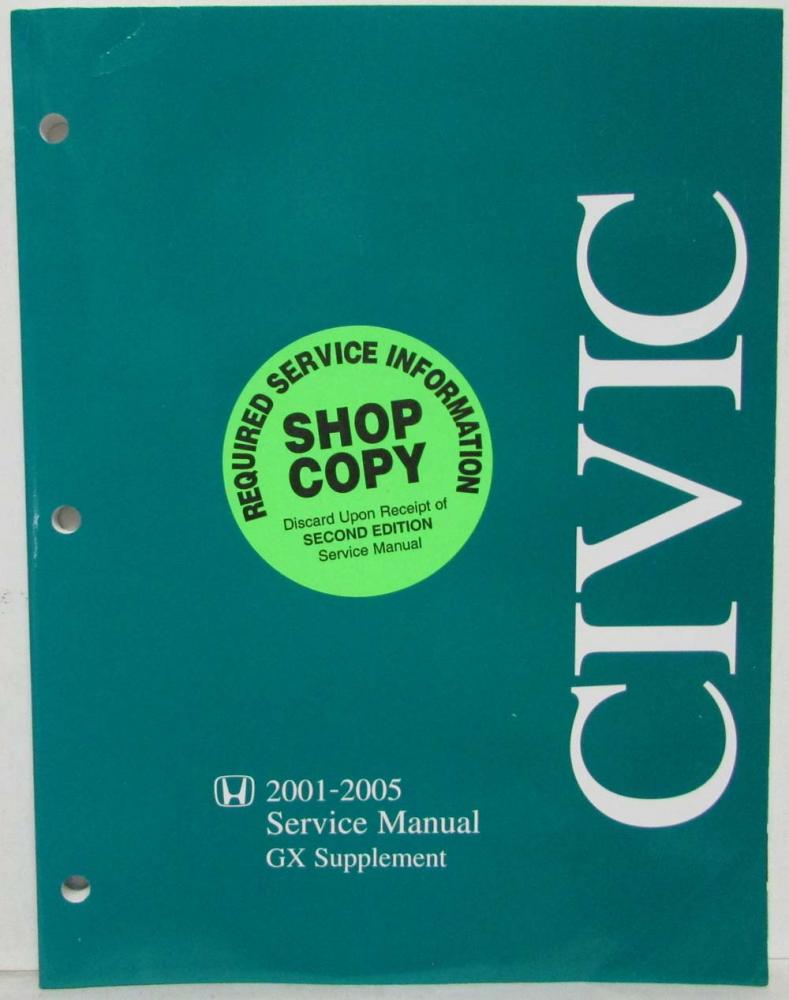 REQUIRED SERVICE INFORMATION
SHOP
COPY
Discard Upon Receipt of
SECOND EDITION
Service Manual
CIVIC
2001-2005
Service Manual
GX Supplement